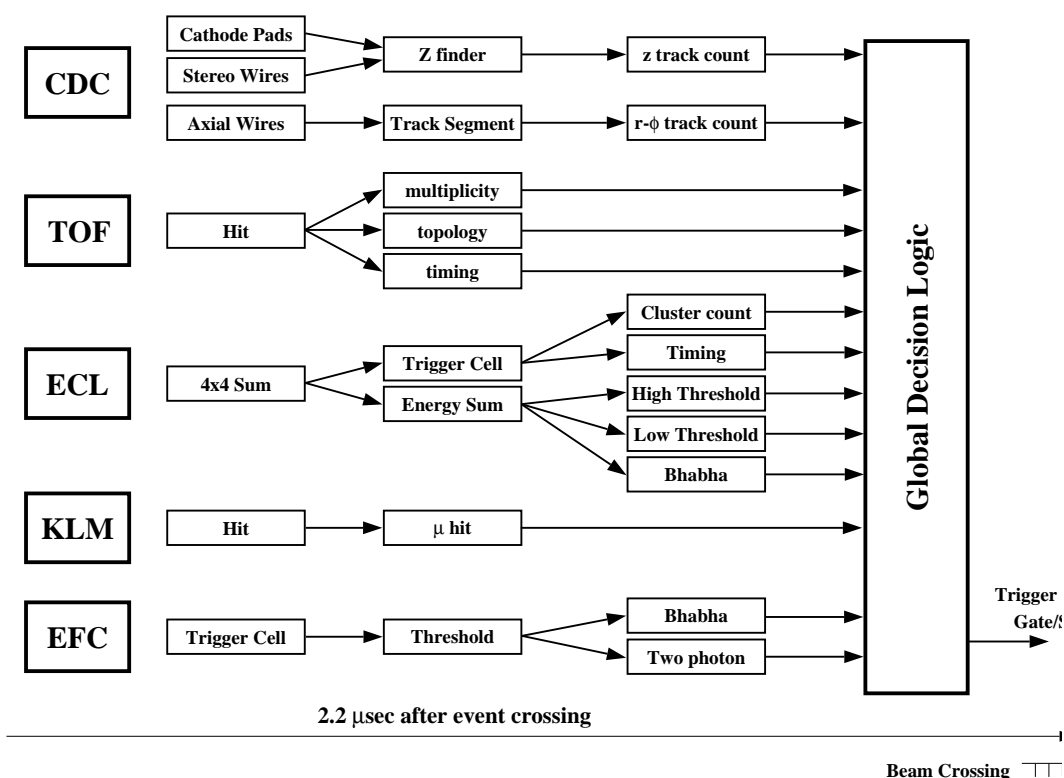 CDC
Cathode Pads
Stereo Wires
Z finder
z track count
Axial Wires
Track Segment
r-φ track count
TOF
Hit
multiplicity
topology
timing
ECL
4x4 Sum
Trigger Cell
Energy Sum
Cluster count
Timing
High Threshold
Low Threshold
Bhabha
KLM
Hit
μ hit
EFC
Trigger Cell
Threshold
Bhabha
Two photon
Global Decision Logic
Trigger
Gate/S
2.2 μsec after event crossing
Beam Crossing